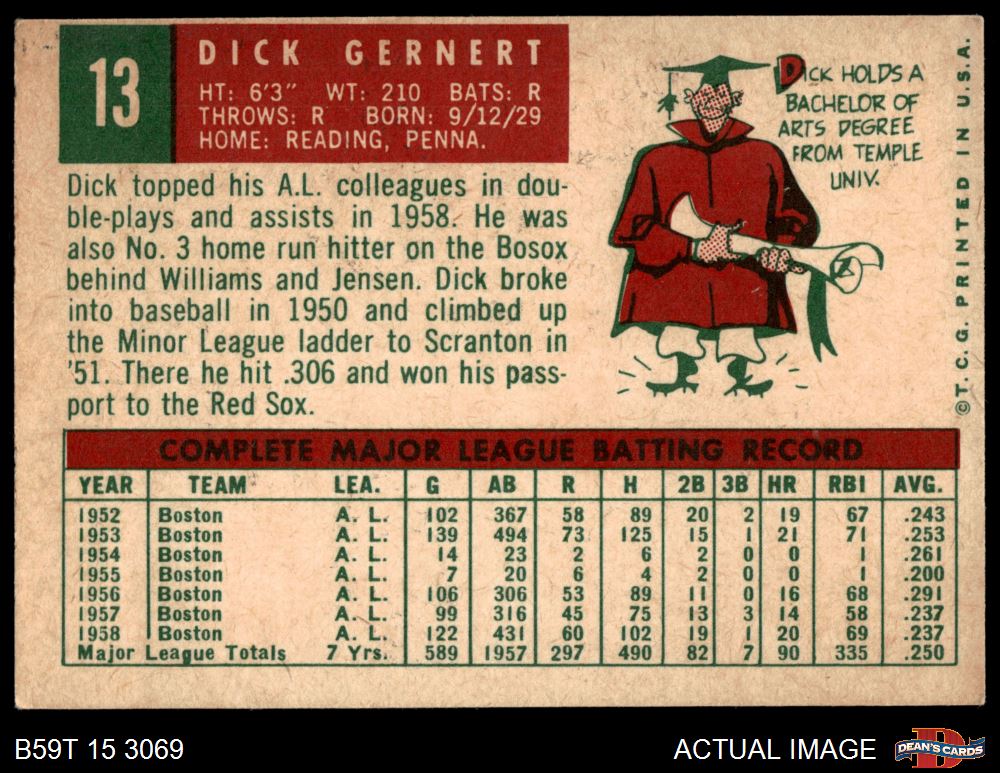 13
DICK GERNERT
HT: 6'3" WT: 210 BATS: R
THROWS: R BORN: 9/12/29
HOME: READING, PENNA.
Dick topped his A.L. colleagues in dou-
ble-plays and assists in 1958. He was
also No. 3 home run hitter on the Bosox
behind Williams and Jensen. Dick broke
into baseball in 1950 and climbed up
the Minor League ladder to Scranton in
'51. There he hit .306 and won his pass-
port to the Red Sox.
DICK HOLDS A
BACHELOR OF
ARTS DEGREE
FROM TEMPLE
UNIV.
©T. C. G. PRINTED IN U.S.A.
COMPLETE MAJOR LEAGUE BATTING RECORD
YEAR TEAM LEA. G AB R H 2B 3B HR RBI AVG.
1952 Boston A. L. 102 367 58 89 20 2 19 67 .243
1953 Boston A. L. 139 494 73 125 15 1 21 71 .253
1954 Boston A. L. 14 23 2 6 2 0 0 1 .261
1955 Boston A. L. 7 20 6 4 2 0 0 1 .200
1956 Boston A. L. 106 306 53 89 11 0 16 68 .291
1957 Boston A. L. 99 316 45 75 13 3 14 58 .237
1958 Boston A. L. 122 431 60 102 19 1 20 69 .237
Major League Totals 7 Yrs. 589 1957 297 490 82 7 90 335 .250
B59T 15 3069
ACTUAL IMAGE
D
DEAN'S CARDS